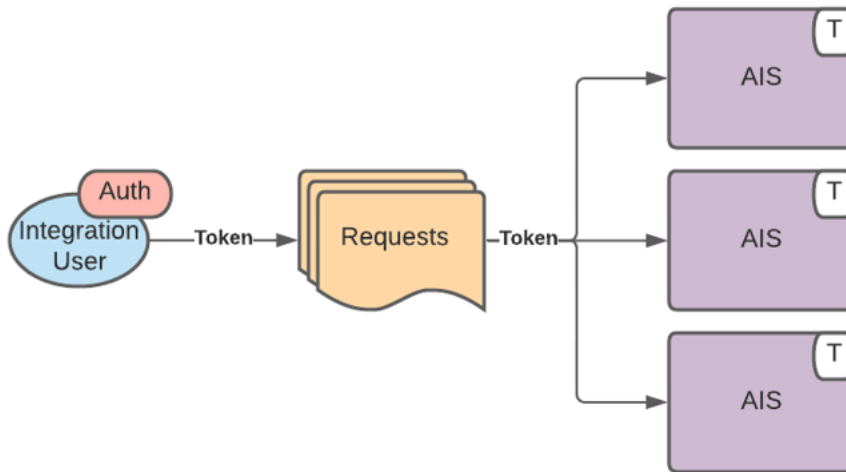 Auth
Integration
User
Token
Requests
Token
AIS
T
AIS
T
AIS
T